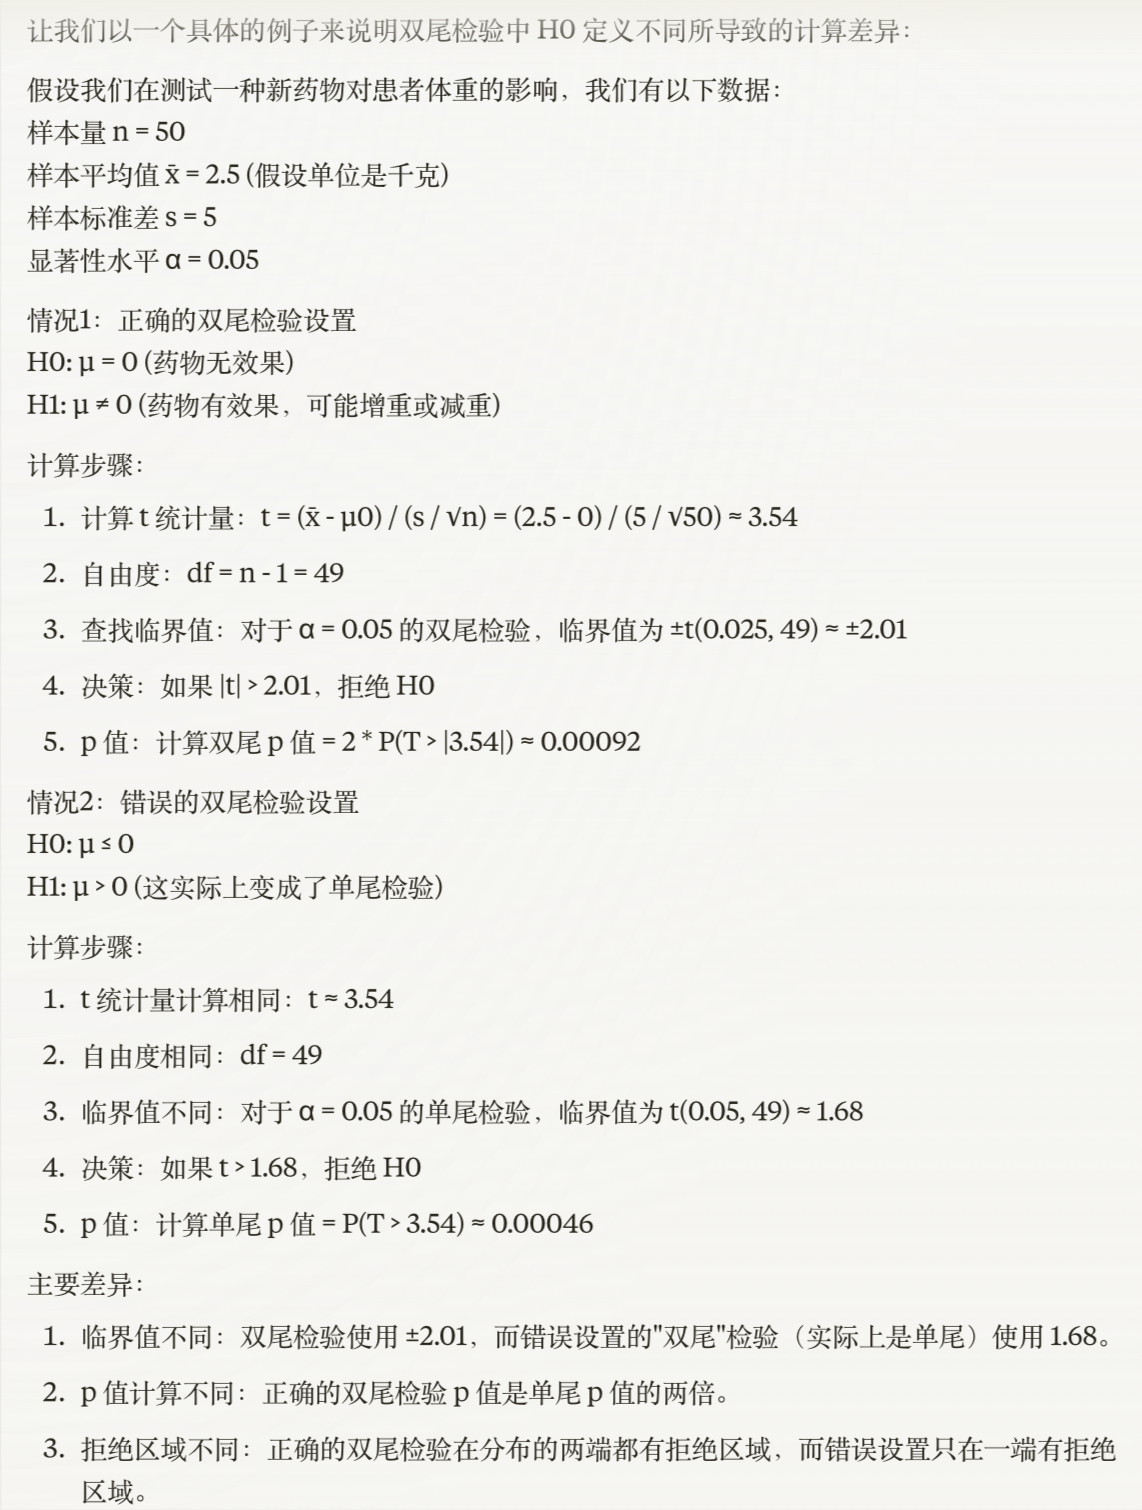 让我们以一个具体的例子来说明双尾检验中 H0 定义不同所导致的计算差异：
假设我们在测试一种新药物对患者体重的影响，我们有以下数据：
样本量 n = 50
样本平均值 x̄ = 2.5 (假设单位是千克)
样本标准差 s = 5
显著性水平 α = 0.05
情况1：正确的双尾检验设置
H0: μ = 0 (药物无效果)
H1: μ ≠ 0 (药物有效果，可能增重或减重)
计算步骤：
1. 计算 t 统计量：t = (x̄ - μ0) / (s / √n) = (2.5 - 0) / (5 / √50) ≈ 3.54
2. 自由度：df = n - 1 = 49
3. 查找临界值：对于 α = 0.05 的双尾检验，临界值为 ±t(0.025, 49) ≈ ±2.01
4. 决策：如果 |t| > 2.01，拒绝 H0
5. p 值：计算双尾 p 值 = 2 * P(T > |3.54|) ≈ 0.00092
情况2：错误的双尾检验设置
H0: μ ≤ 0
H1: μ > 0 (这实际上变成了单尾检验)
计算步骤：
1. t 统计量计算相同：t ≈ 3.54
2. 自由度相同：df = 49
3. 临界值不同：对于 α = 0.05 的单尾检验，临界值为 t(0.05, 49) ≈ 1.68
4. 决策：如果 t > 1.68，拒绝 H0
5. p 值：计算单尾 p 值 = P(T > 3.54) ≈ 0.00046
主要差异：
1. 临界值不同：双尾检验使用 ±2.01，而错误设置的"双尾"检验（实际上是单尾）使用 1.68。
2. p 值计算不同：正确的双尾检验 p 值是单尾 p 值的两倍。
3. 拒绝区域不同：正确的双尾检验在分布的两端都有拒绝区域，而错误设置只在一端有拒绝
区域。